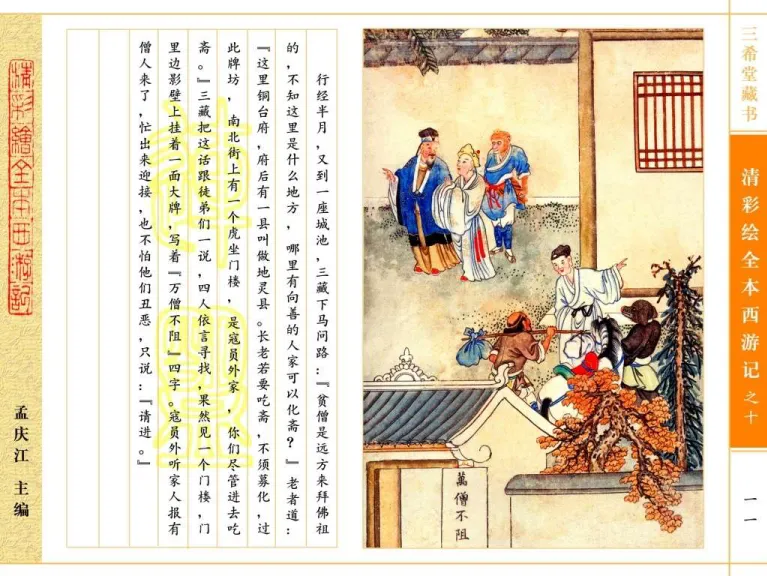 三希堂藏书
清彩绘全本西游记之十
一一
萬僧不阻
行经半月，又到一座城池，三藏下马问路：『贫僧是远方来拜佛祖
的，不知这里是什么地方，哪里有向善的人家可以化斋？』老者道：
『这里铜台府，府后有一县叫做地灵县。长老若要吃斋，不须募化，过
此牌坊，南北街上有一个虎坐门楼，是寇员外家，你们尽管进去吃
斋。』三藏把这话跟徒弟们一说，四人依言寻找，果然见一个门楼，门
里边影壁上挂着一面大牌，写着『万僧不阻』四字。寇员外听家人报有
僧人来了，忙出来迎接，也不怕他们丑恶，只说：『请进。』
清彩繪全本西游記
孟庆江 主编